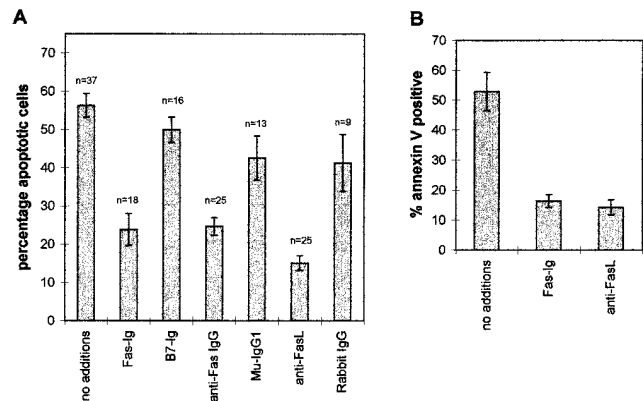 A
percentage apoptotic cells
70
60
50
40
30
20
10
0
n=37
n=18
n=16
n=25
n=13
n=25
n=9
no additions
Fas-Ig
B7-Ig
anti-Fas IgG
Mu-IgG1
anti-FasL
Rabbit IgG
B
% annexin V positive
70
60
50
40
30
20
10
0
no additions
Fas-Ig
anti-FasL